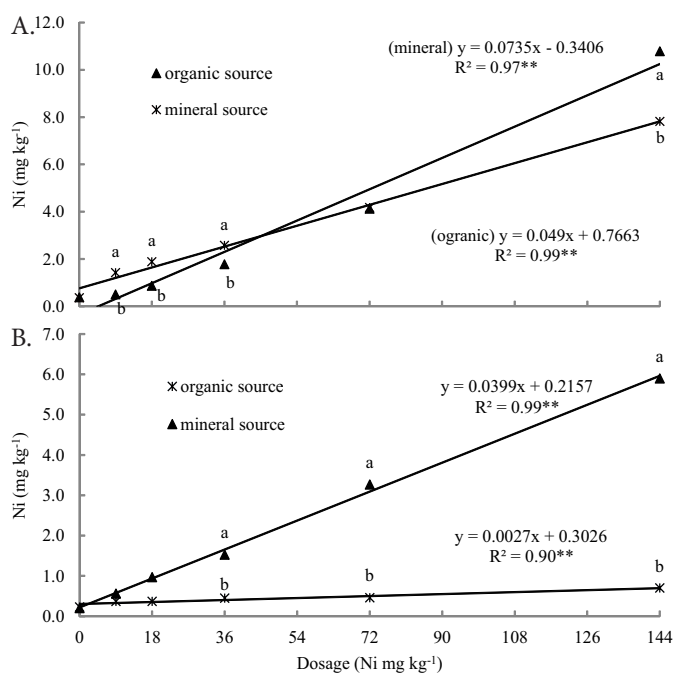 A.
12.0
10.0
8.0
6.0
4.0
2.0
0.0
Ni (mg kg⁻¹)
organic source
mineral source
(mineral) y = 0.0735x - 0.3406
R² = 0.97**
(ogranic) y = 0.049x + 0.7663
R² = 0.99**
a
b
a
a
a
b
b
b
B.
7.0
6.0
5.0
4.0
3.0
2.0
1.0
0.0
Ni (mg kg⁻¹)
organic source
mineral source
y = 0.0399x + 0.2157
R² = 0.99**
y = 0.0027x + 0.3026
R² = 0.90**
a
a
a
b
b
b
0 18 36 54 72 90 108 126 144
Dosage (Ni mg kg⁻¹)